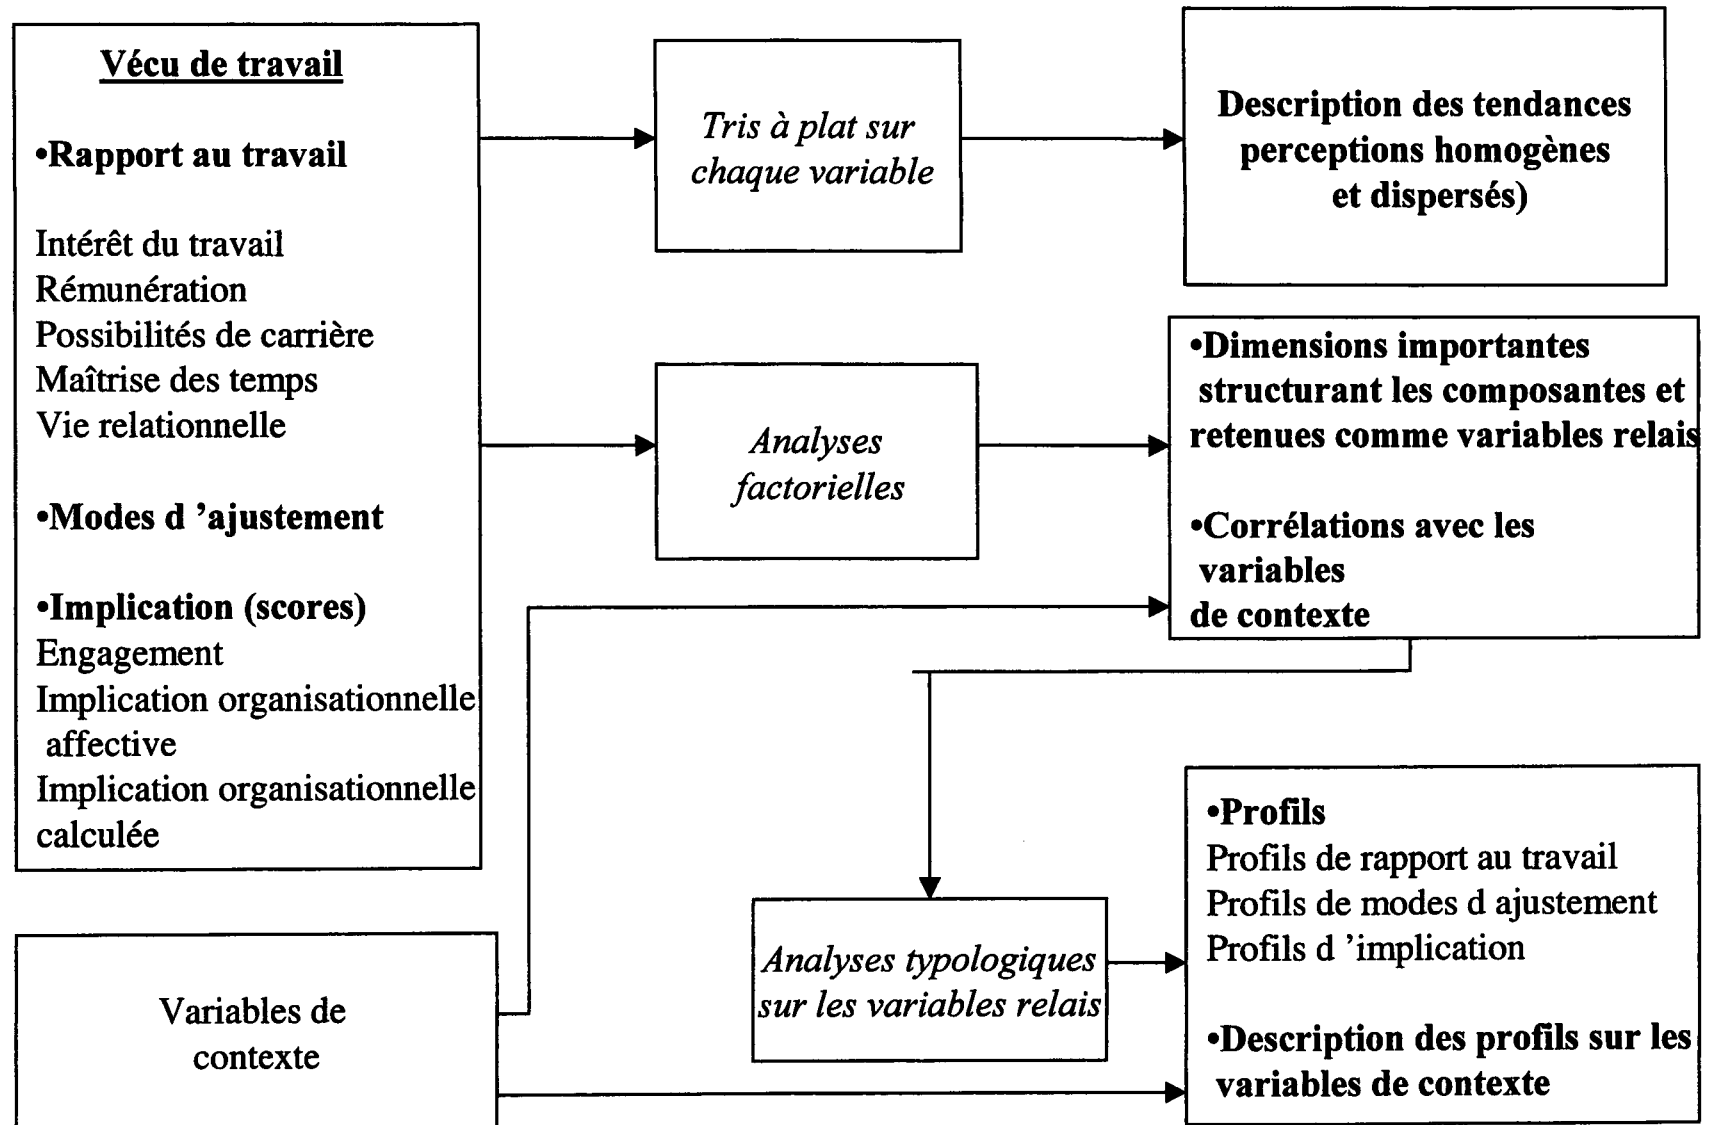 Vécu de travail
•Rapport au travail
Intérêt du travail
Rémunération
Possibilités de carrière
Maîtrise des temps
Vie relationnelle
•Modes d ’ajustement
•Implication (scores)
Engagement
Implication organisationnelle
affective
Implication organisationnelle
calculée
Variables de
contexte
Tris à plat sur
chaque variable
Analyses
factorielles
Analyses typologiques
sur les variables relais
Description des tendances
perceptions homogènes
et dispersés)
•Dimensions importantes
structurant les composantes et
retenues comme variables relais
•Corrélations avec les
variables
de contexte
•Profils
Profils de rapport au travail
Profils de modes d ajustement
Profils d ’implication
•Description des profils sur les
variables de contexte